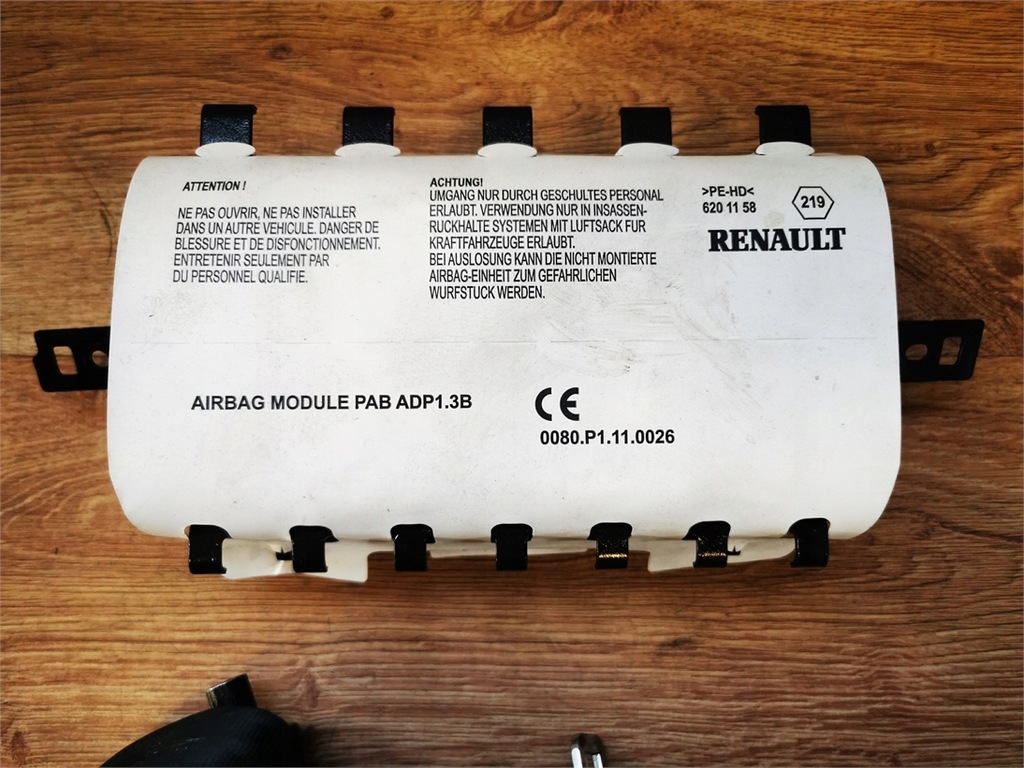 ATTENTION !
NE PAS OUVRIR, NE PAS INSTALLER
DANS UN AUTRE VEHICULE. DANGER DE
BLESSURE ET DE DISFONCTIONNEMENT.
ENTRETENIR SEULEMENT PAR
DU PERSONNEL QUALIFIE.
ACHTUNG!
UMGANG NUR DURCH GESCHULTES PERSONAL
ERLAUBT. VERWENDUNG NUR IN INSASSEN-
RUCKHALTE SYSTEMEN MIT LUFTSACK FUR
KRAFTFAHRZEUGE ERLAUBT.
BEI AUSLOSUNG KANN DIE NICHT MONTIERTE
AIRBAG-EINHEIT ZUM GEFAHRLICHEN
WURFSTUCK WERDEN.
>PE-HD<
620 11 58
219
RENAULT
AIRBAG MODULE PAB ADP1.3B
CE
0080.P1.11.0026